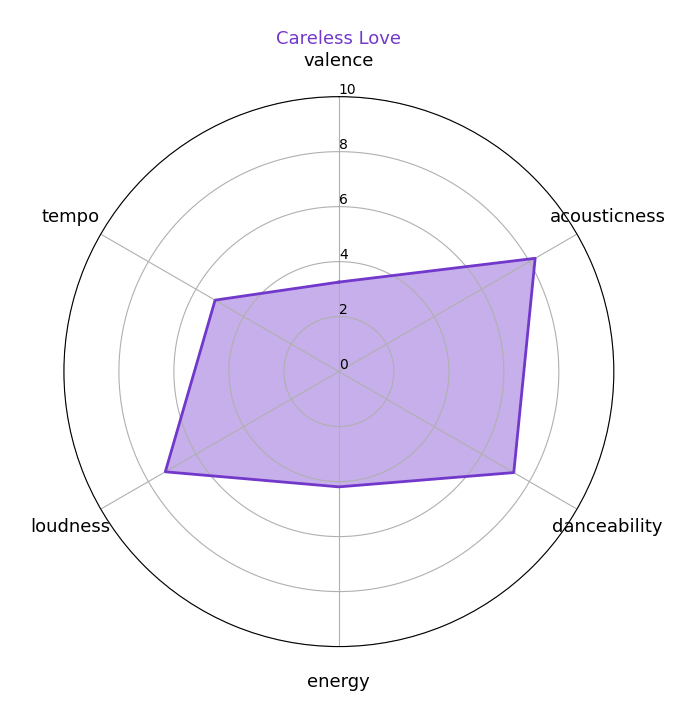 Careless Love
valence
10
8
6
4
2
0
tempo
acousticness
loudness
danceability
energy